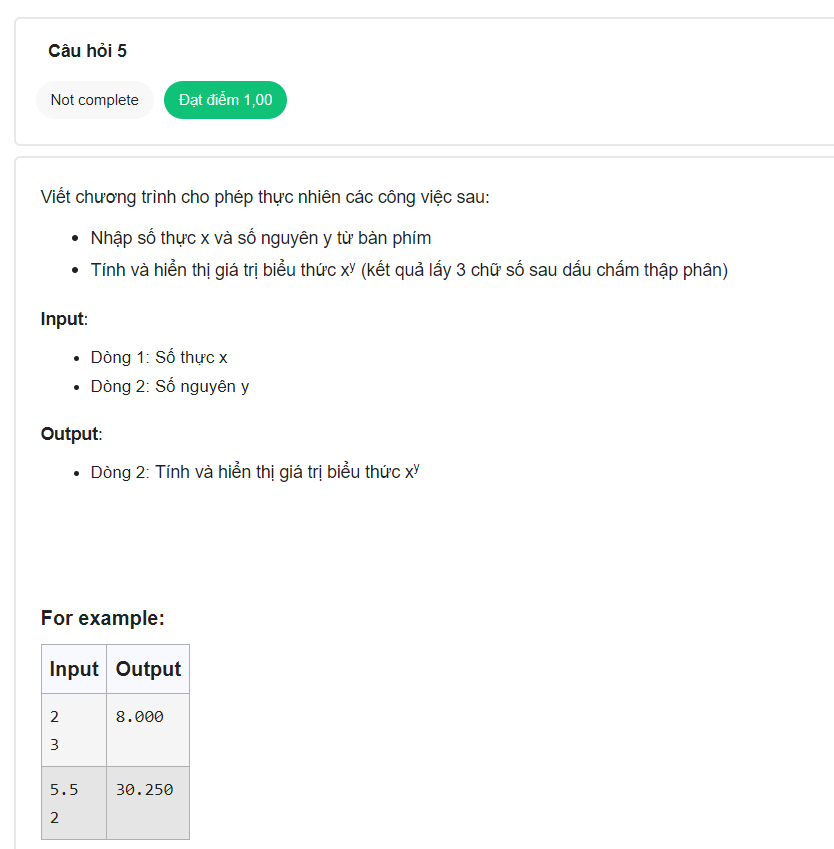 Câu hỏi 5
Not complete
Đạt điểm 1,00
Viết chương trình cho phép thực nhiên các công việc sau:
Nhập số thực x và số nguyên y từ bàn phím
Tính và hiển thị giá trị biểu thức xʸ (kết quả lấy 3 chữ số sau dấu chấm thập phân)
Input:
Dòng 1: Số thực x
Dòng 2: Số nguyên y
Output:
Dòng 2: Tính và hiển thị giá trị biểu thức xʸ
For example:
Input Output
2 8.000
3
5.5 30.250
2